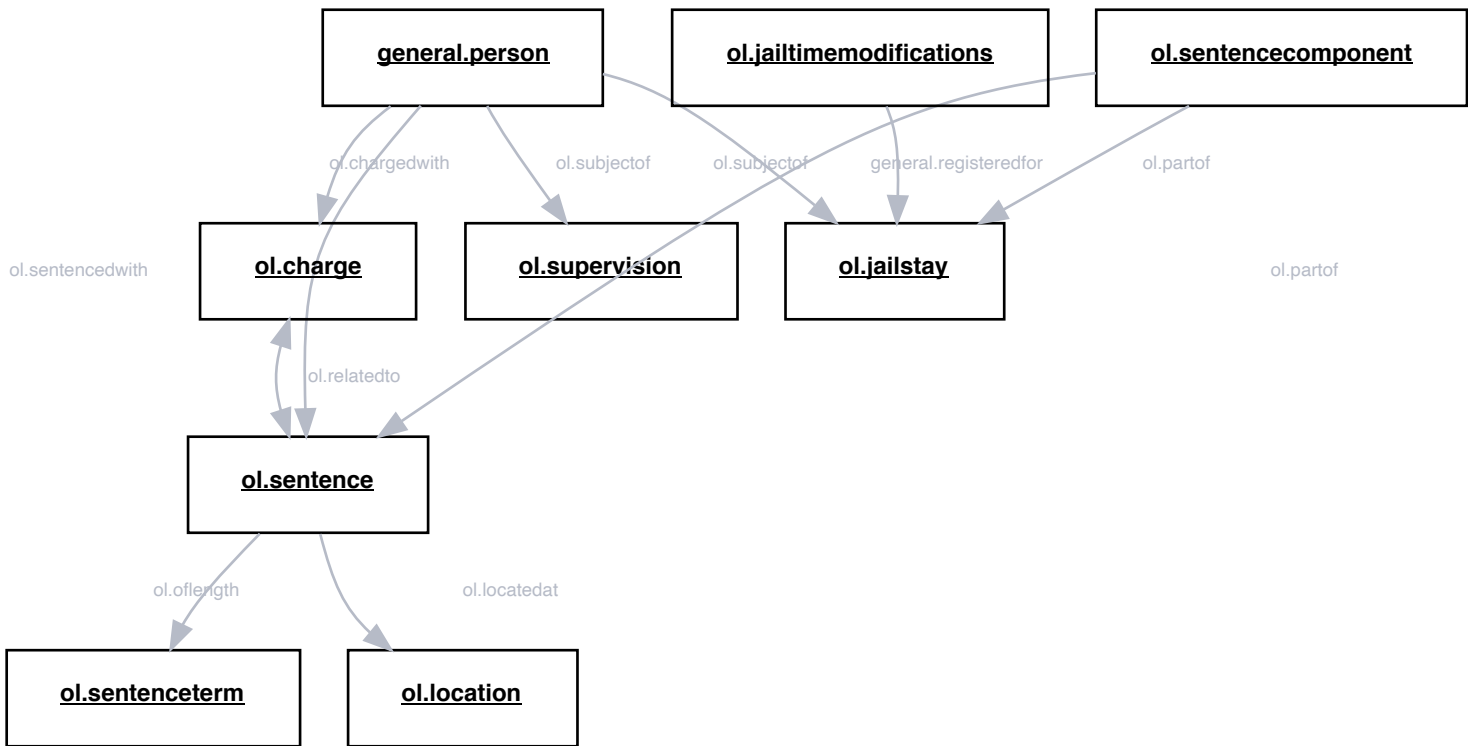 general.person
ol.jailtimemodifications
ol.sentencecomponent
ol.chargedwith
ol.subjectof
ol.subjectof
general.registeredfor
ol.partof
ol.sentencedwith
ol.charge
ol.supervision
ol.jailstay
ol.partof
ol.relatedto
ol.sentence
ol.oflength
ol.locatedat
ol.sentenceterm
ol.location